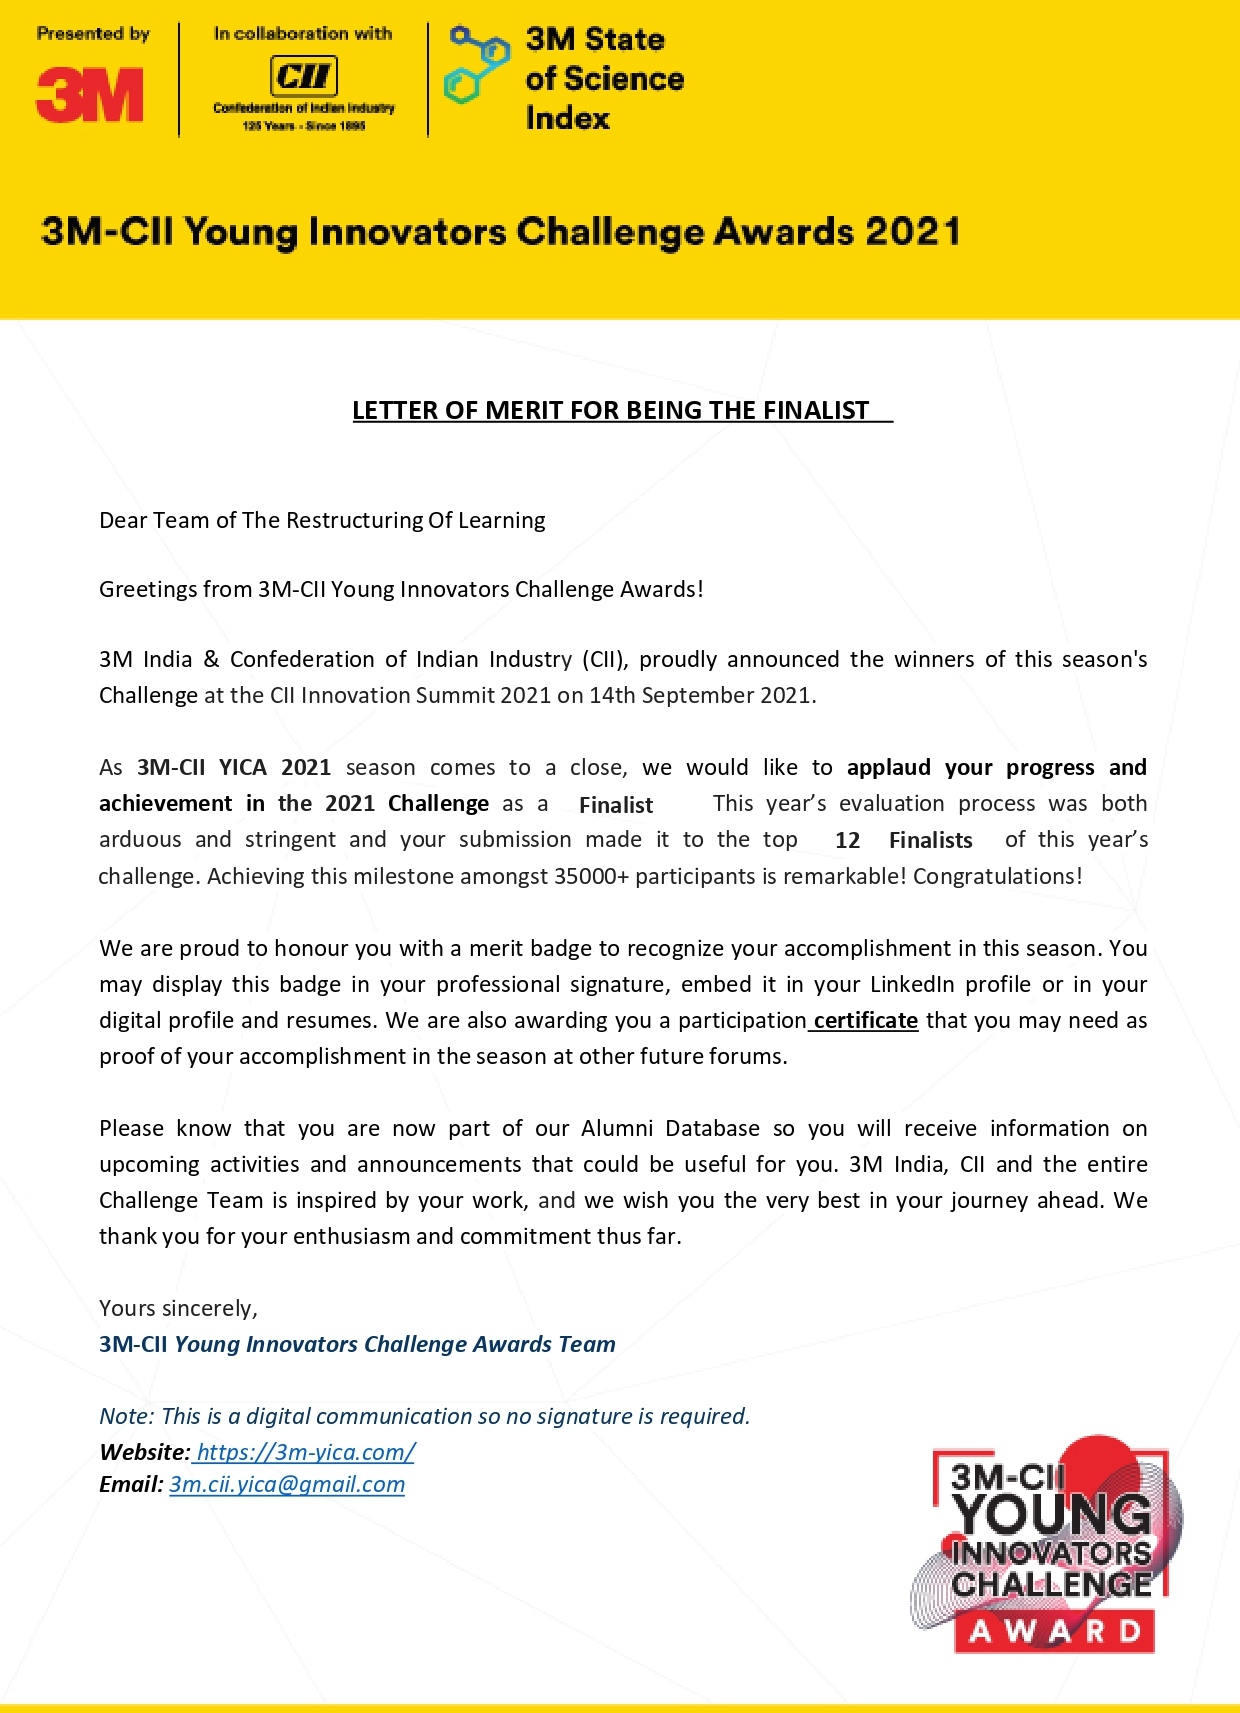 Presented by
3M
In collaboration with
CII
Confederation of Indian Industry
125 Years - Since 1895
3M State
of Science
Index
3M-CII Young Innovators Challenge Awards 2021
LETTER OF MERIT FOR BEING THE FINALIST
Dear Team of The Restructuring Of Learning
Greetings from 3M-CII Young Innovators Challenge Awards!
3M India & Confederation of Indian Industry (CII), proudly announced the winners of this season's
Challenge at the CII Innovation Summit 2021 on 14th September 2021.
As 3M-CII YICA 2021 season comes to a close, we would like to applaud your progress and
achievement in the 2021 Challenge as a Finalist This year’s evaluation process was both
arduous and stringent and your submission made it to the top 12 Finalists of this year’s
challenge. Achieving this milestone amongst 35000+ participants is remarkable! Congratulations!
We are proud to honour you with a merit badge to recognize your accomplishment in this season. You
may display this badge in your professional signature, embed it in your LinkedIn profile or in your
digital profile and resumes. We are also awarding you a participation certificate that you may need as
proof of your accomplishment in the season at other future forums.
Please know that you are now part of our Alumni Database so you will receive information on
upcoming activities and announcements that could be useful for you. 3M India, CII and the entire
Challenge Team is inspired by your work, and we wish you the very best in your journey ahead. We
thank you for your enthusiasm and commitment thus far.
Yours sincerely,
3M-CII Young Innovators Challenge Awards Team
Note: This is a digital communication so no signature is required.
Website: https://3m-yica.com/
Email: 3m.cii.yica@gmail.com
3M-CII
YOUNG
INNOVATORS
CHALLENGE
AWARD